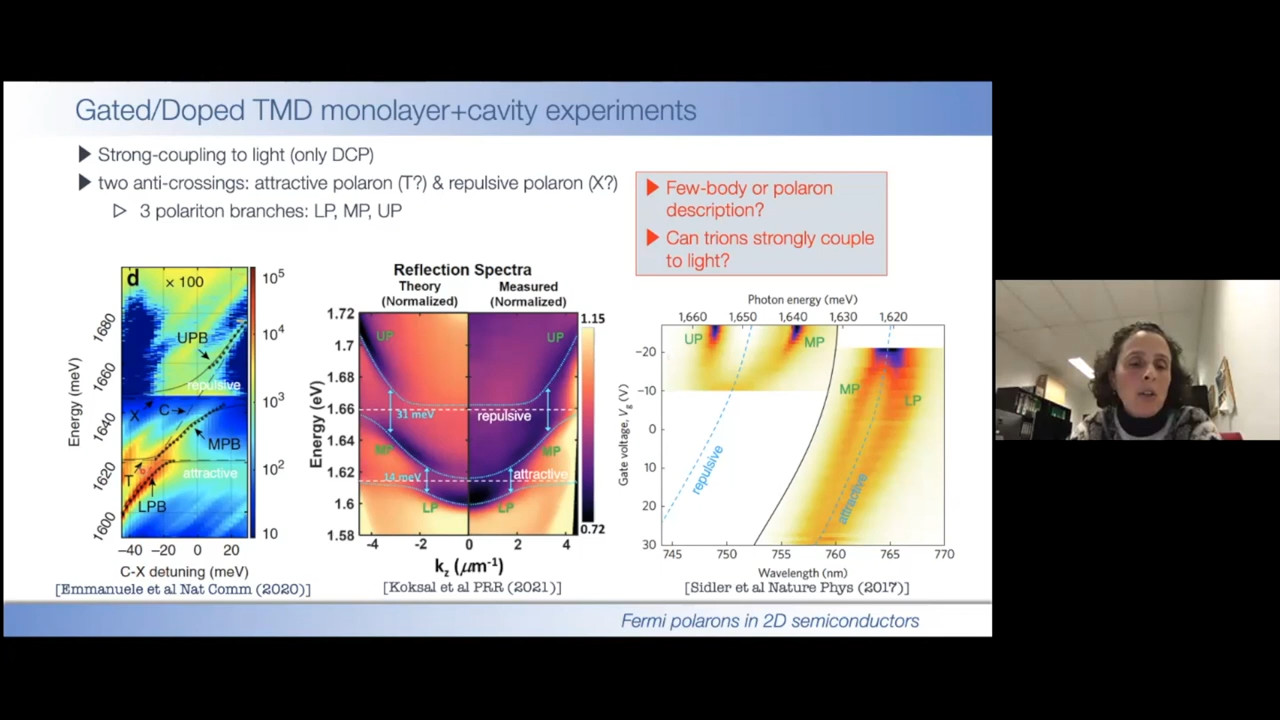 Gated/Doped TMD monolayer+cavity experiments
Strong-coupling to light (only DCP)
two anti-crossings: attractive polaron (T?) & repulsive polaron (X?)
3 polariton branches: LP, MP, UP
Few-body or polaron
description?
Can trions strongly couple
to light?
d
× 100
10⁵
10⁴
10³
10²
10
1680
1660
1640
1620
1600
Energy (meV)
UPB
repulsive
X
C
MPB
T
attractive
LPB
−40
−20
0
20
C-X detuning (meV)
[Emmanuele et al Nat Comm (2020)]
Reflection Spectra
Theory
(Normalized)
Measured
(Normalized)
1.72
1.7
1.68
1.66
1.64
1.62
1.6
1.58
Energy (eV)
UP
UP
31 meV
repulsive
MP
MP
14 meV
attractive
LP
LP
1.15
0.72
-4
-2
0
2
4
k_z (μm⁻¹)
[Koksal et al PRR (2021)]
Photon energy (meV)
1,660
1,650
1,640
1,630
1,620
UP
MP
MP
LP
−20
−10
0
10
20
30
Gate voltage, V_g (V)
repulsive
attractive
745
750
755
760
765
770
Wavelength (nm)
[Sidler et al Nature Phys (2017)]
Fermi polarons in 2D semiconductors